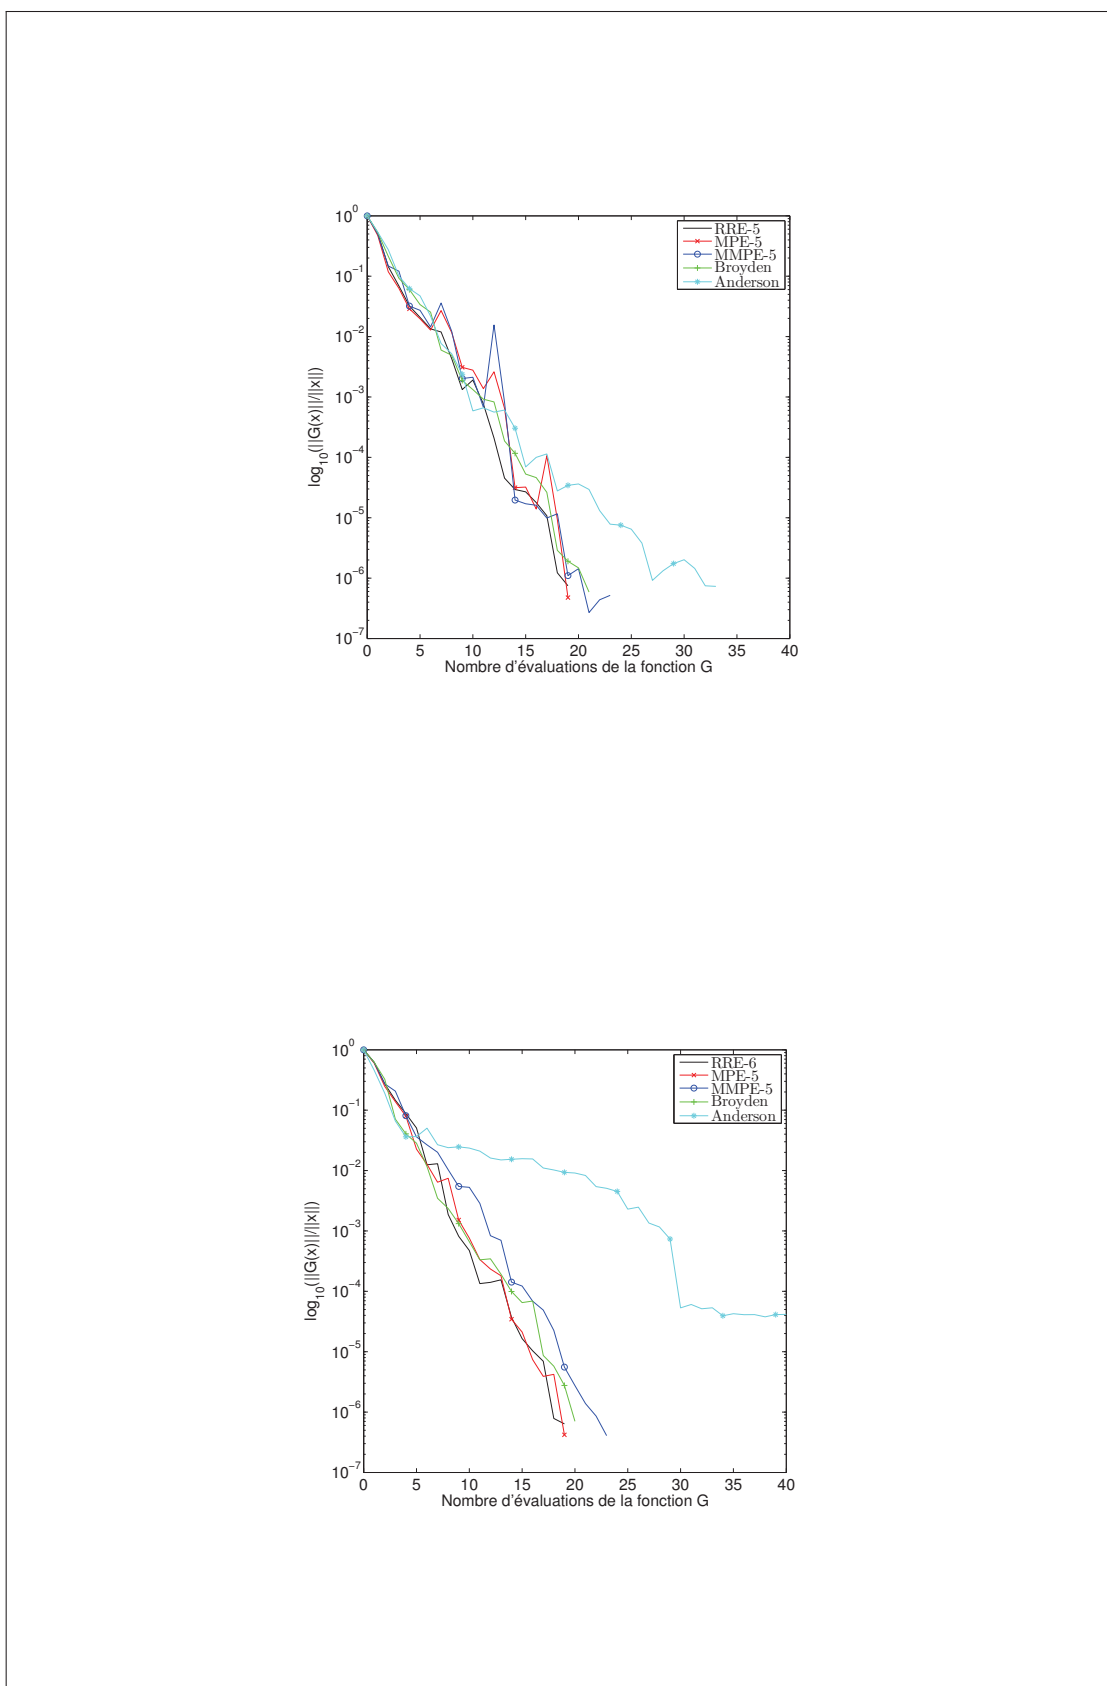 10^0
10^-1
10^-2
10^-3
10^-4
10^-5
10^-6
10^-7
log10(||G(x)||/||x||)
RRE-5
MPE-5
MMPE-5
Broyden
Anderson
0 5 10 15 20 25 30 35 40
Nombre d'évaluations de la fonction G
10^0
10^-1
10^-2
10^-3
10^-4
10^-5
10^-6
10^-7
log10(||G(x)||/||x||)
RRE-6
MPE-5
MMPE-5
Broyden
Anderson
0 5 10 15 20 25 30 35 40
Nombre d'évaluations de la fonction G